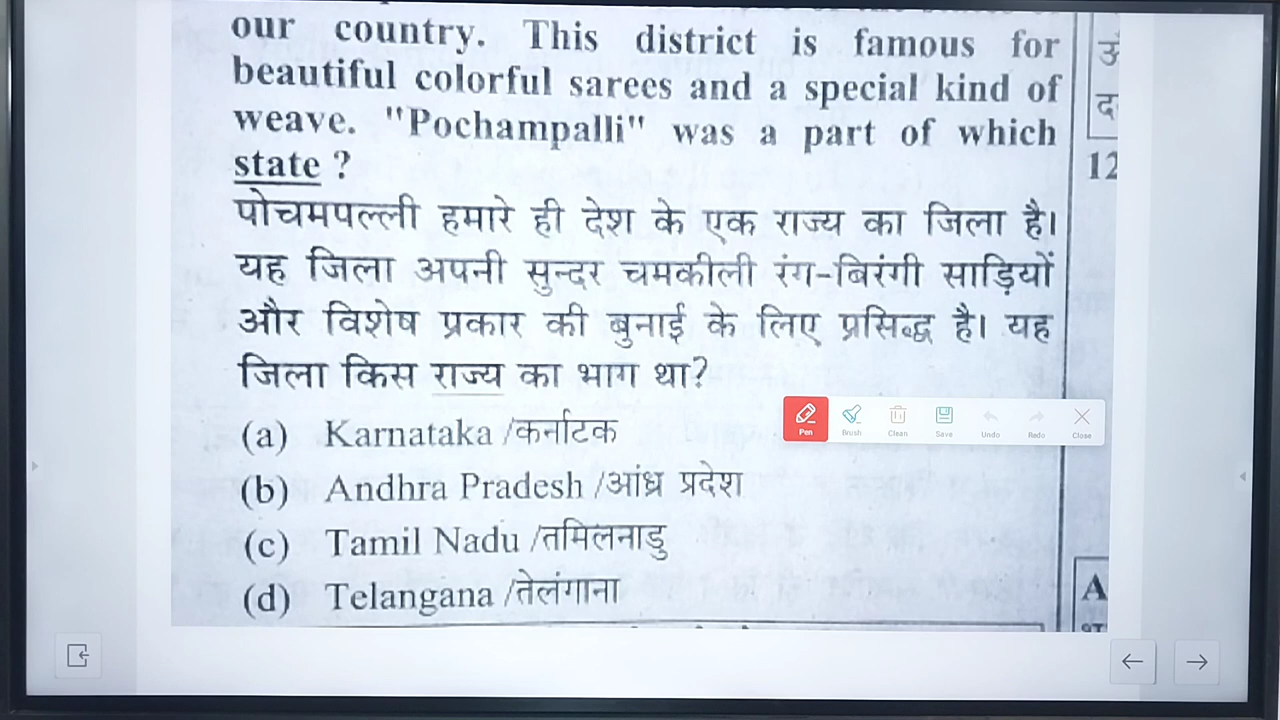 our country. This district is famous for
beautiful colorful sarees and a special kind of
weave. "Pochampalli" was a part of which
state ?
पोचमपल्ली हमारे ही देश के एक राज्य का जिला है।
यह जिला अपनी सुन्दर चमकीली रंग-बिरंगी साड़ियों
और विशेष प्रकार की बुनाई के लिए प्रसिद्ध है। यह
जिला किस राज्य का भाग था?
(a) Karnataka /कर्नाटक
(b) Andhra Pradesh /आंध्र प्रदेश
(c) Tamil Nadu /तमिलनाडु
(d) Telangana /तेलंगाना
12
A
Pen Brush Clean Save Undo Redo Close